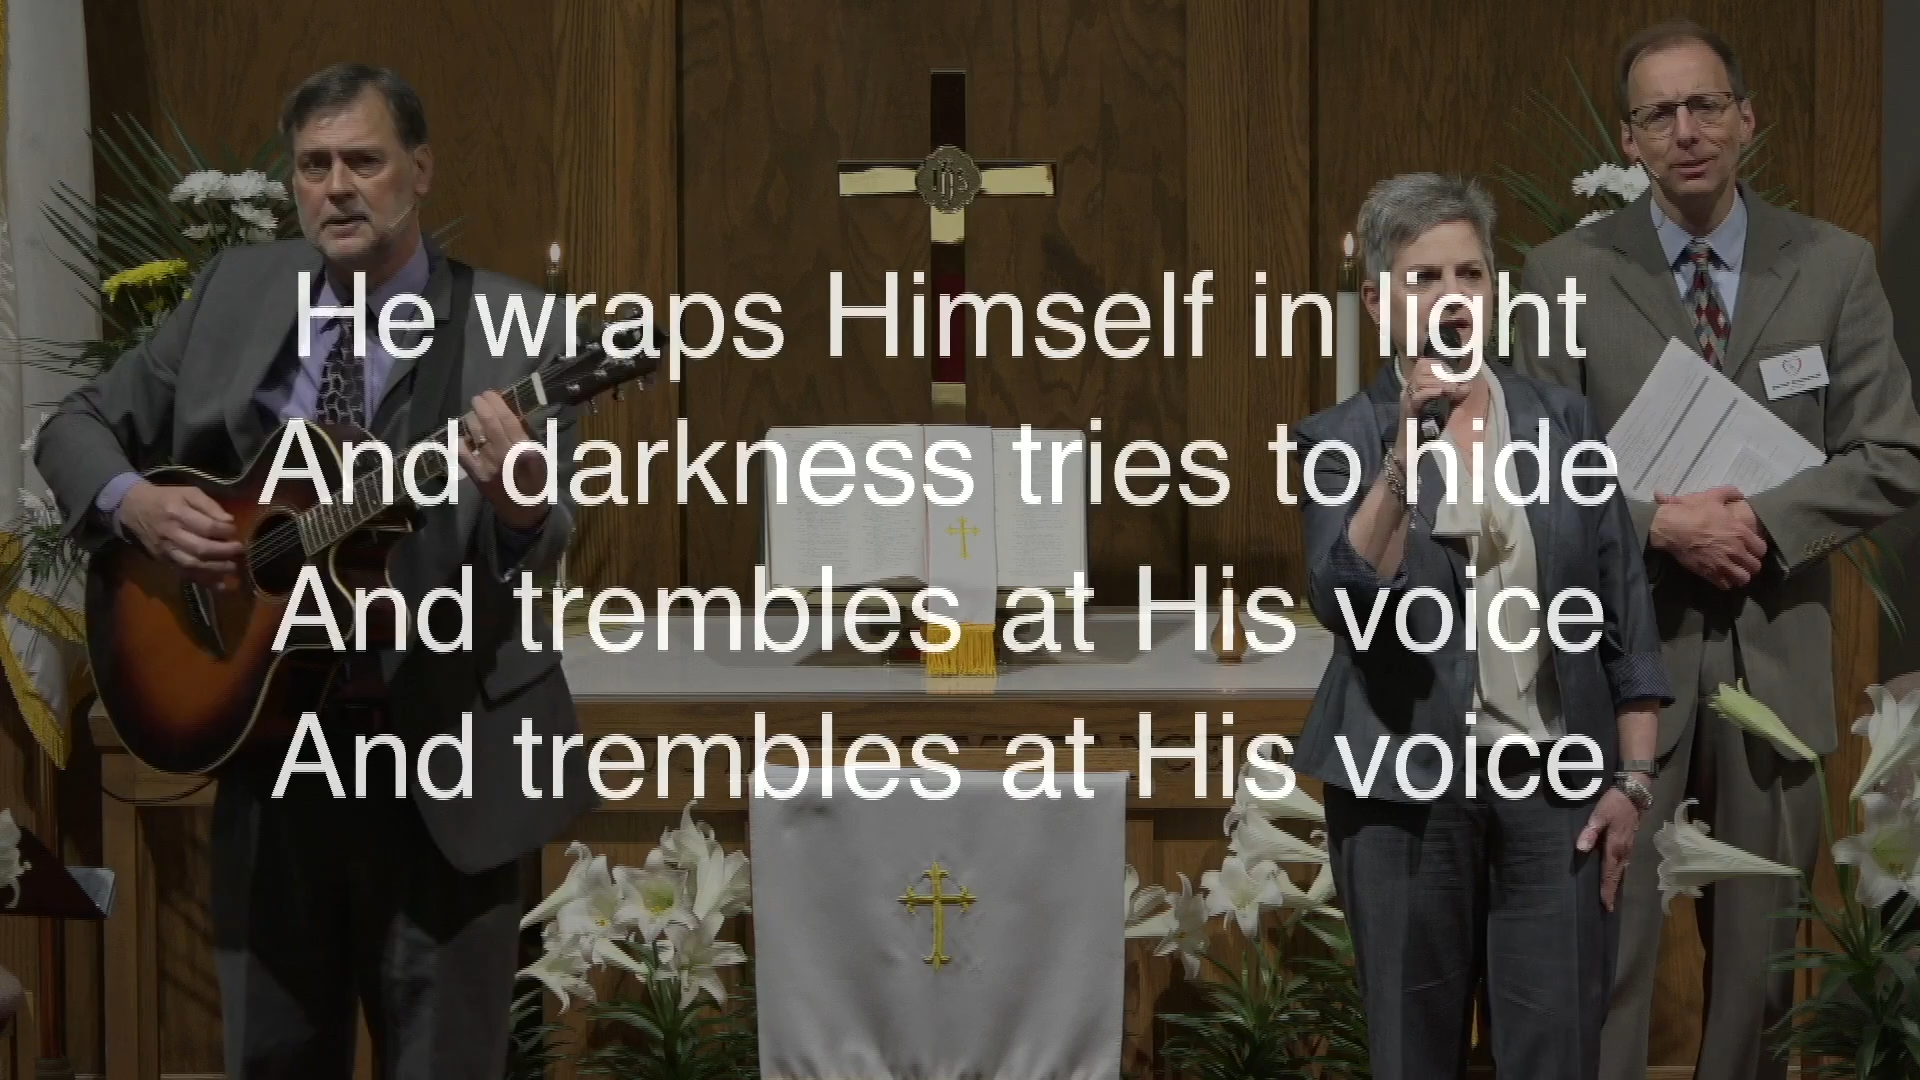 He wraps Himself in light
And darkness tries to hide
And trembles at His voice
And trembles at His voice